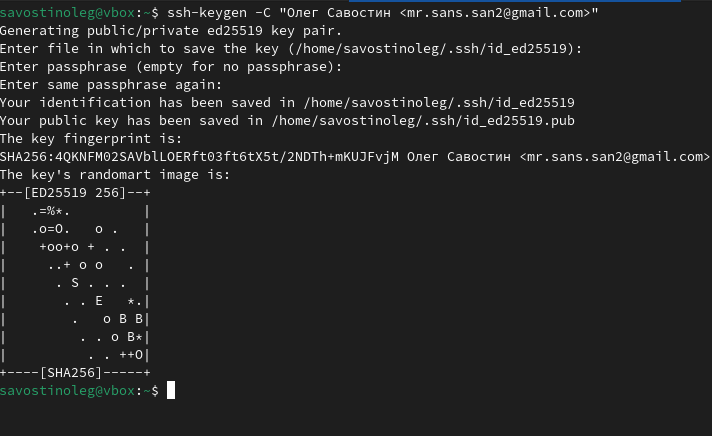 savostinoleg@vbox:~$ ssh-keygen -C "Олег Савостин <mr.sans.san2@gmail.com>"
Generating public/private ed25519 key pair.
Enter file in which to save the key (/home/savostinoleg/.ssh/id_ed25519):
Enter passphrase (empty for no passphrase):
Enter same passphrase again:
Your identification has been saved in /home/savostinoleg/.ssh/id_ed25519
Your public key has been saved in /home/savostinoleg/.ssh/id_ed25519.pub
The key fingerprint is:
SHA256:4QKNFM02SAVblLOERft03ft6tX5t/2NDTh+mKUJFvjM Олег Савостин <mr.sans.san2@gmail.com>
The key's randomart image is:
+--[ED25519 256]--+
|   .=%*.         |
|   .o=O.   o .   |
|    +oo+o + . .  |
|     ..+ o o   . |
|      . S . . .  |
|       . . E   *.|
|        .   o B B|
|         . . o B*|
|          . . ++O|
+----[SHA256]-----+
savostinoleg@vbox:~$